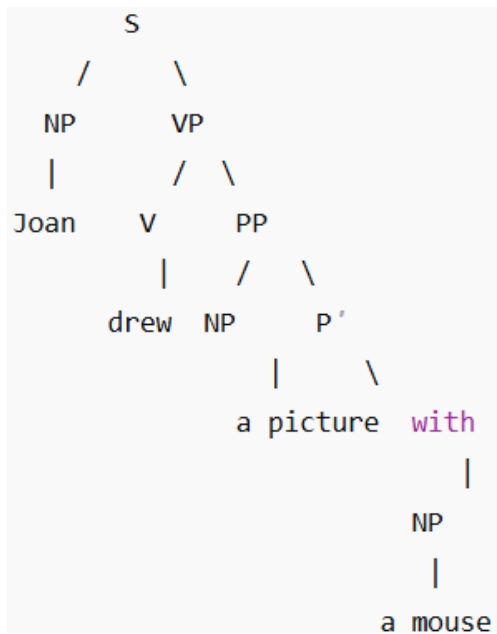 S
/ \
NP VP
| / \
Joan V PP
| / \
drew NP P′
| \
a picture with
|
NP
|
a mouse